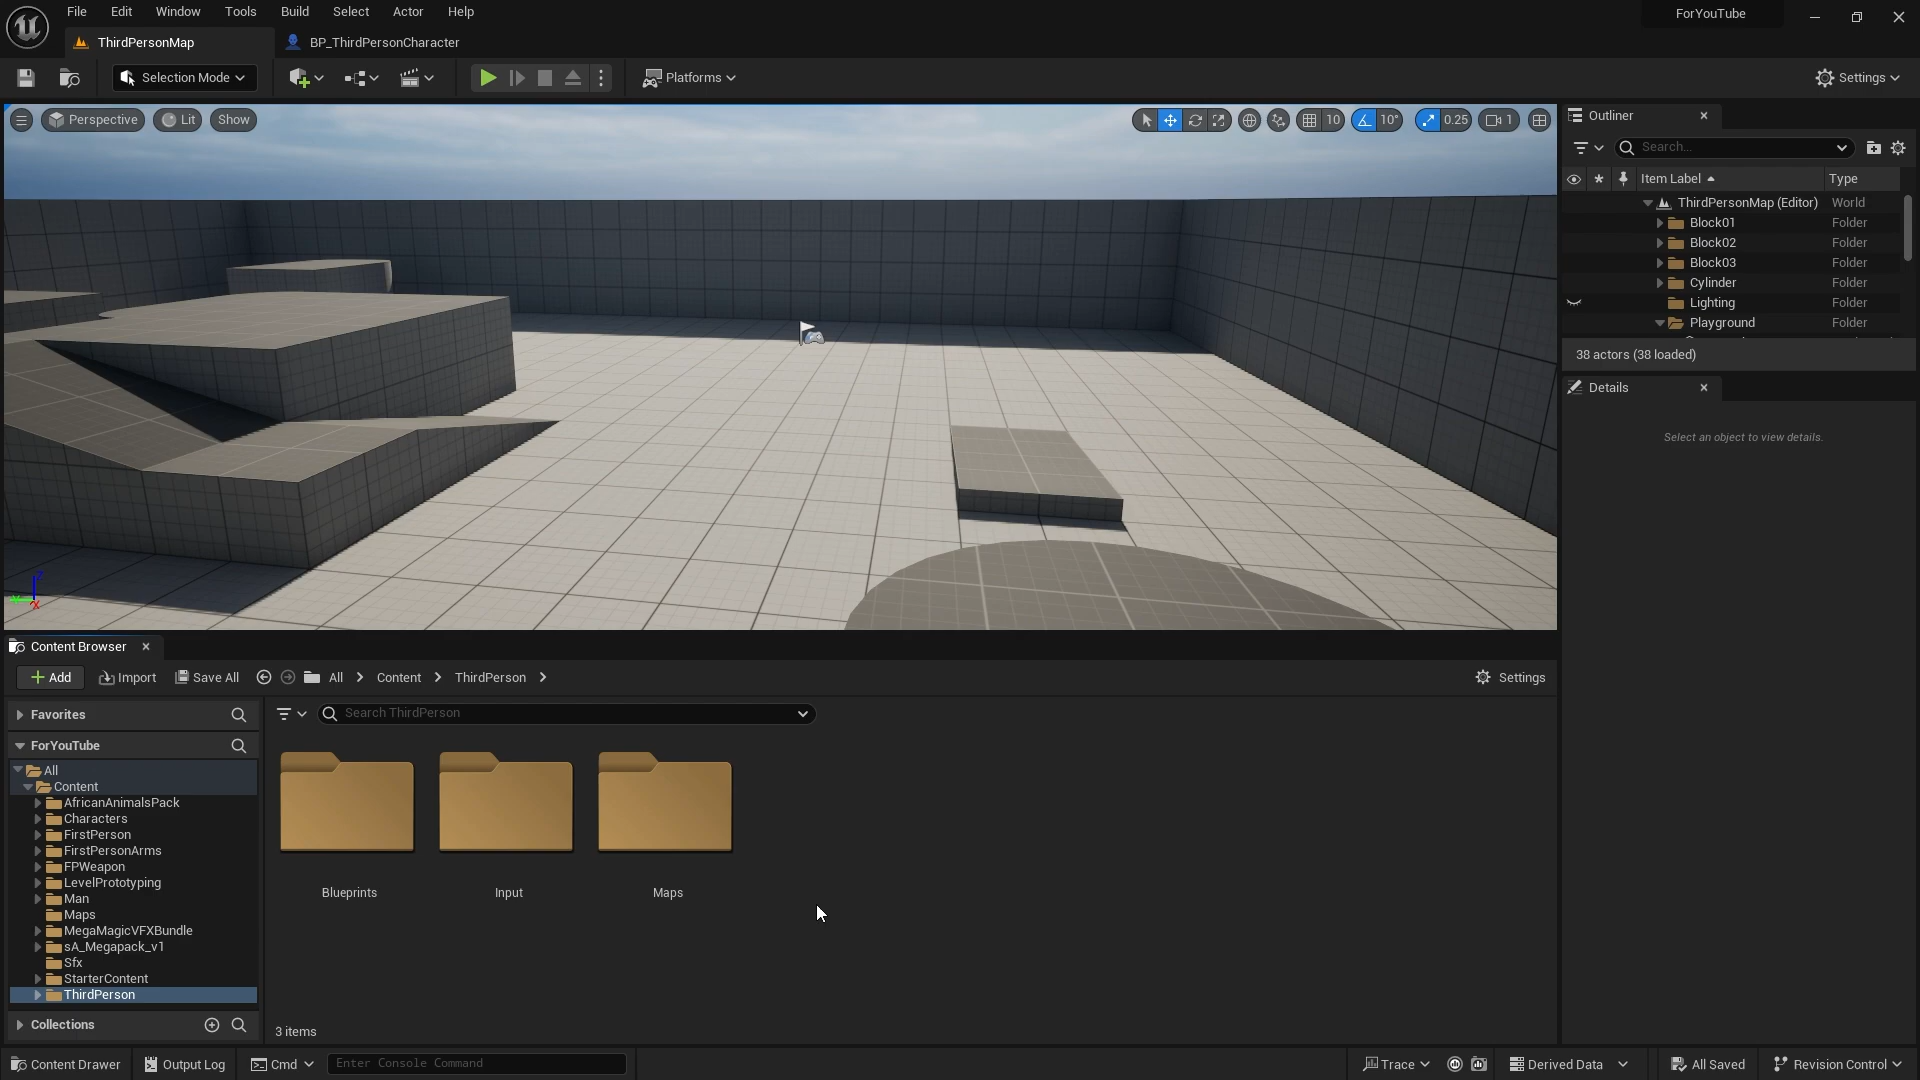 File Edit Window Tools Build Select Actor Help
ForYouTube
ThirdPersonMap
BP_ThirdPersonCharacter
Selection Mode
Platforms
Settings
Perspective
Lit
Show
10
10°
0.25
1
Outliner
Search...
Item Label
Type
ThirdPersonMap (Editor) World
Block01 Folder
Block02 Folder
Block03 Folder
Cylinder Folder
Lighting Folder
Playground Folder
38 actors (38 loaded)
Details
Select an object to view details.
Z
Content Browser
Add
Import
Save All
All
Content
ThirdPerson
Settings
Favorites
Search ThirdPerson
ForYouTube
All
Content
AfricanAnimalsPack
Characters
FirstPerson
FirstPersonArms
FPWeapon
LevelPrototyping
Man
Maps
MegaMagicVFXBundle
sA_Megapack_v1
Sfx
StarterContent
ThirdPerson
Collections
Blueprints
Input
Maps
3 items
Content Drawer
Output Log
Cmd
Enter Console Command
Trace
Derived Data
All Saved
Revision Control